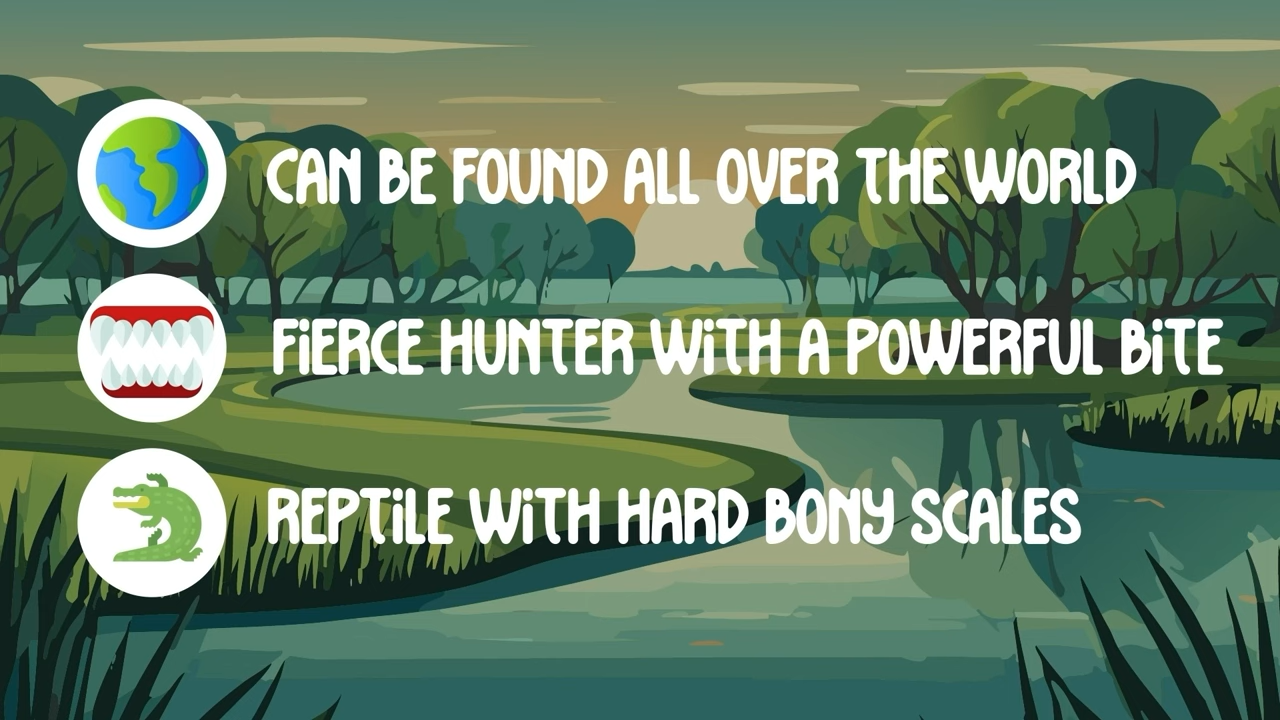 CAN BE FOUND ALL OVER THE WORLD
FiERCE HUNTER WiTH A POWERFUL BiTE
REPTiLE WiTH HARD BONY SCALES